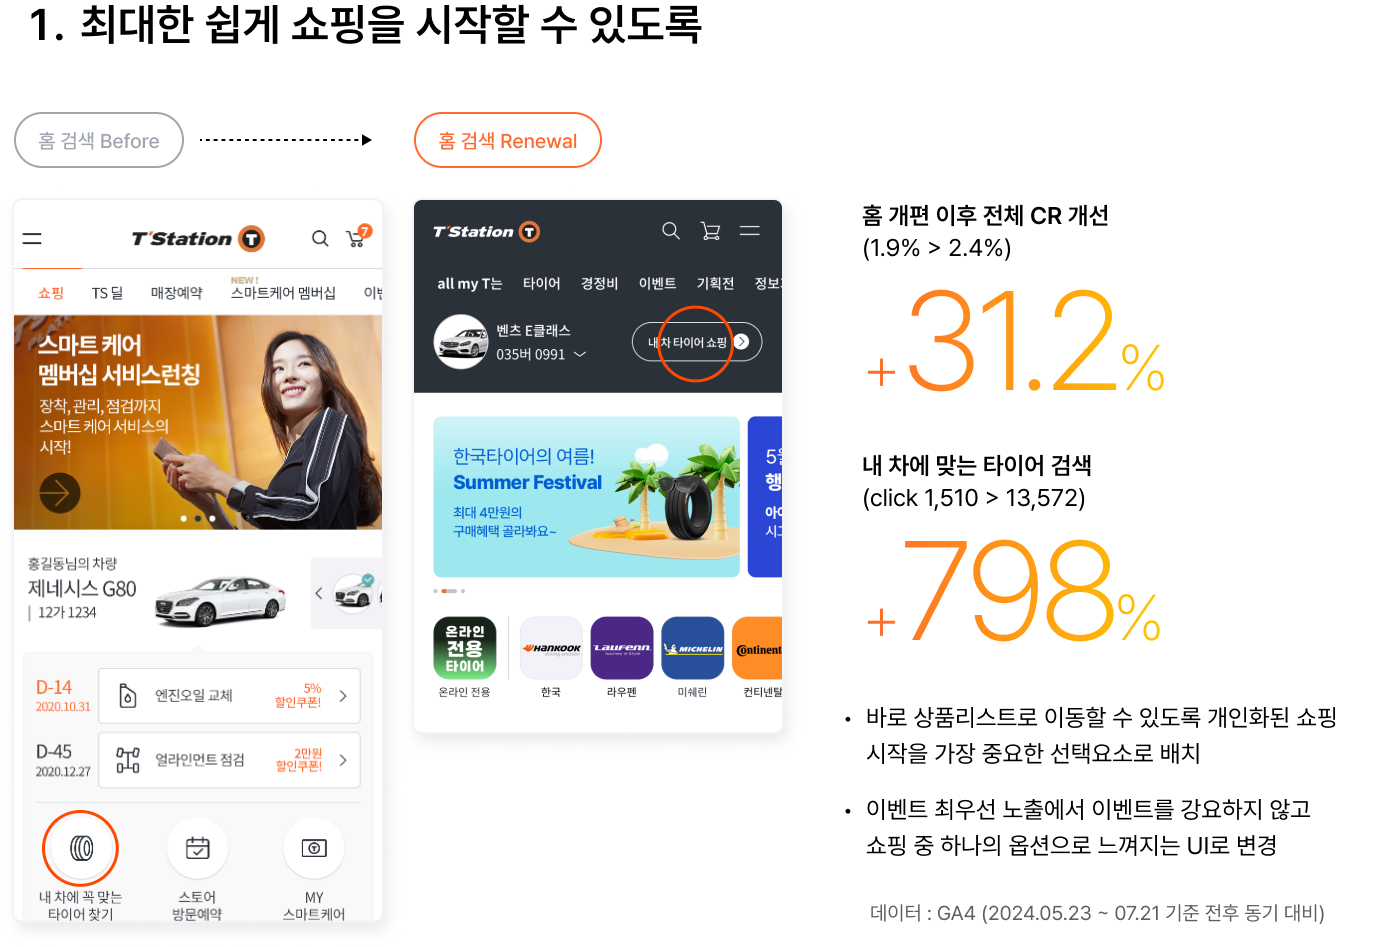 1. 최대한 쉽게 쇼핑을 시작할 수 있도록
홈 검색 Before
홈 검색 Renewal
T'Station T
7
쇼핑
TS 딜
매장예약
NEW!
스마트케어 멤버십
이벤
스마트 케어
멤버십 서비스런칭
장착, 관리, 점검까지
스마트 케어 서비스의
시작!
홍길동님의 차량
제네시스 G80
| 12가 1234
D-14
2020.10.31
엔진오일 교체
5%
할인쿠폰!
D-45
2020.12.27
얼라인먼트 점검
2만원
할인쿠폰!
내 차에 꼭 맞는
타이어 찾기
스토어
방문예약
MY
스마트케어
T'Station T
all my T는
타이어
경정비
이벤트
기획전
정보
벤츠 E클래스
035버 0991
내 차 타이어 쇼핑
한국타이어의 여름!
Summer Festival
최대 4만원의
구매혜택 골라봐요~
5월
행
아이
시그
온라인
전용
타이어
HANKOOK
LAUFENN
MICHELIN
Continent
온라인 전용
한국
라우펜
미쉐린
컨티넨탈
홈 개편 이후 전체 CR 개선
(1.9% > 2.4%)
+31.2%
내 차에 맞는 타이어 검색
(click 1,510 > 13,572)
+798%
• 바로 상품리스트로 이동할 수 있도록 개인화된 쇼핑
시작을 가장 중요한 선택요소로 배치
• 이벤트 최우선 노출에서 이벤트를 강요하지 않고
쇼핑 중 하나의 옵션으로 느껴지는 UI로 변경
데이터 : GA4 (2024.05.23 ~ 07.21 기준 전후 동기 대비)